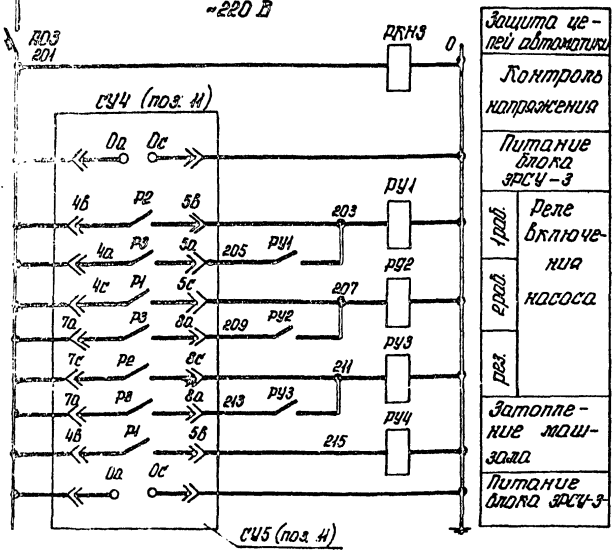 ~220 В
АОЗ
201
РКНЗ
0
Защита це-
пей автоматики
СУ4 (поз. 11)
Контроль
напряжения
0а 0с
Питание
блока
ЭРСУ-3
4в Р2 5в 203 РУ1
1раб.
Реле
включе-
ния
насоса
4а Р3 5а 205 РУ1
4с Р1 5с 207 РУ2
2раб.
7а Р3 8а 209 РУ2
7с Р2 8с 211 РУ3
рез.
7а Р3 8а 213 РУ3
4в Р1 5в 215 РУ4
Затопле-
ние маш-
зала
0а 0с
Питание
блока ЭРСУ-3
СУ5 (поз. 11)